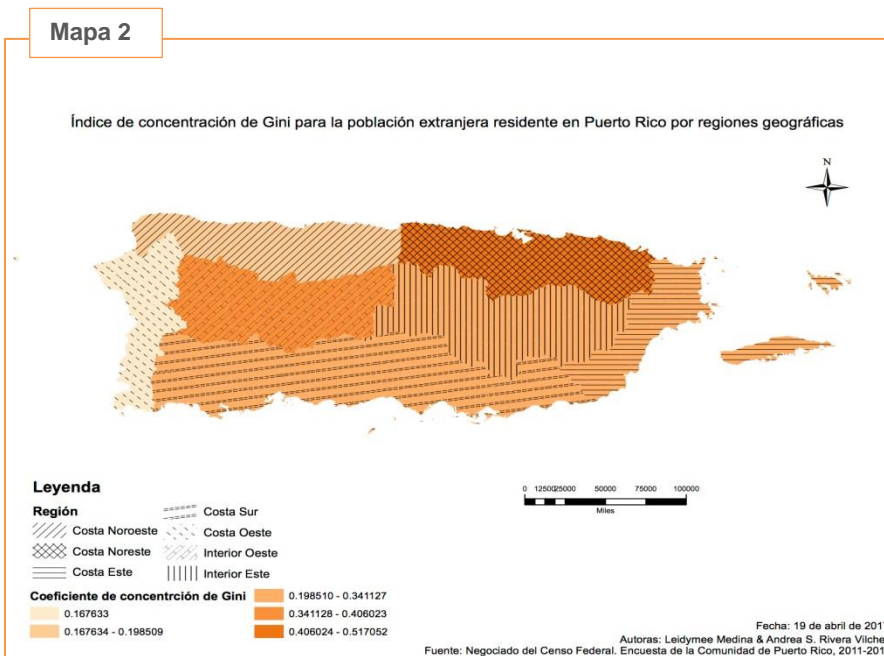 Mapa 2
Índice de concentración de Gini para la población extranjera residente en Puerto Rico por regiones geográficas
N
Leyenda
Región
Costa Noroeste
Costa Noreste
Costa Este
Costa Sur
Costa Oeste
Interior Oeste
Interior Este
0 12500 25000 50000 75000 100000
Miles
Coeficiente de concentrción de Gini
0.167633
0.167634 - 0.198509
0.198510 - 0.341127
0.341128 - 0.406023
0.406024 - 0.517052
Fecha: 19 de abril de 201
Autoras: Leidymee Medina & Andrea S. Rivera Vilche
Fuente: Negociado del Censo Federal. Encuesta de la Comunidad de Puerto Rico, 2011-201